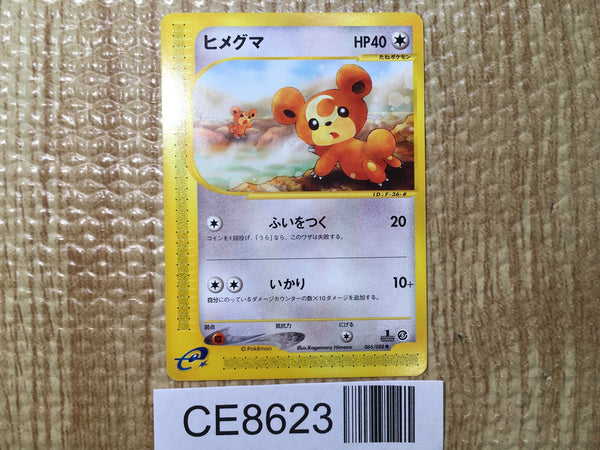 ヒメグマ HP40
たねポケモン
ID:F-36-#
ふいをつく 20
コインを1回投げ、「うら」なら、このワザは失敗する。
いかり 10+
自分にのっているダメージカウンターの数×10ダメージを追加する。
弱点 抵抗力 にげる
© Pokémon Illus.Kagemaru Himeno 066/088 ●
1
e
CE8623